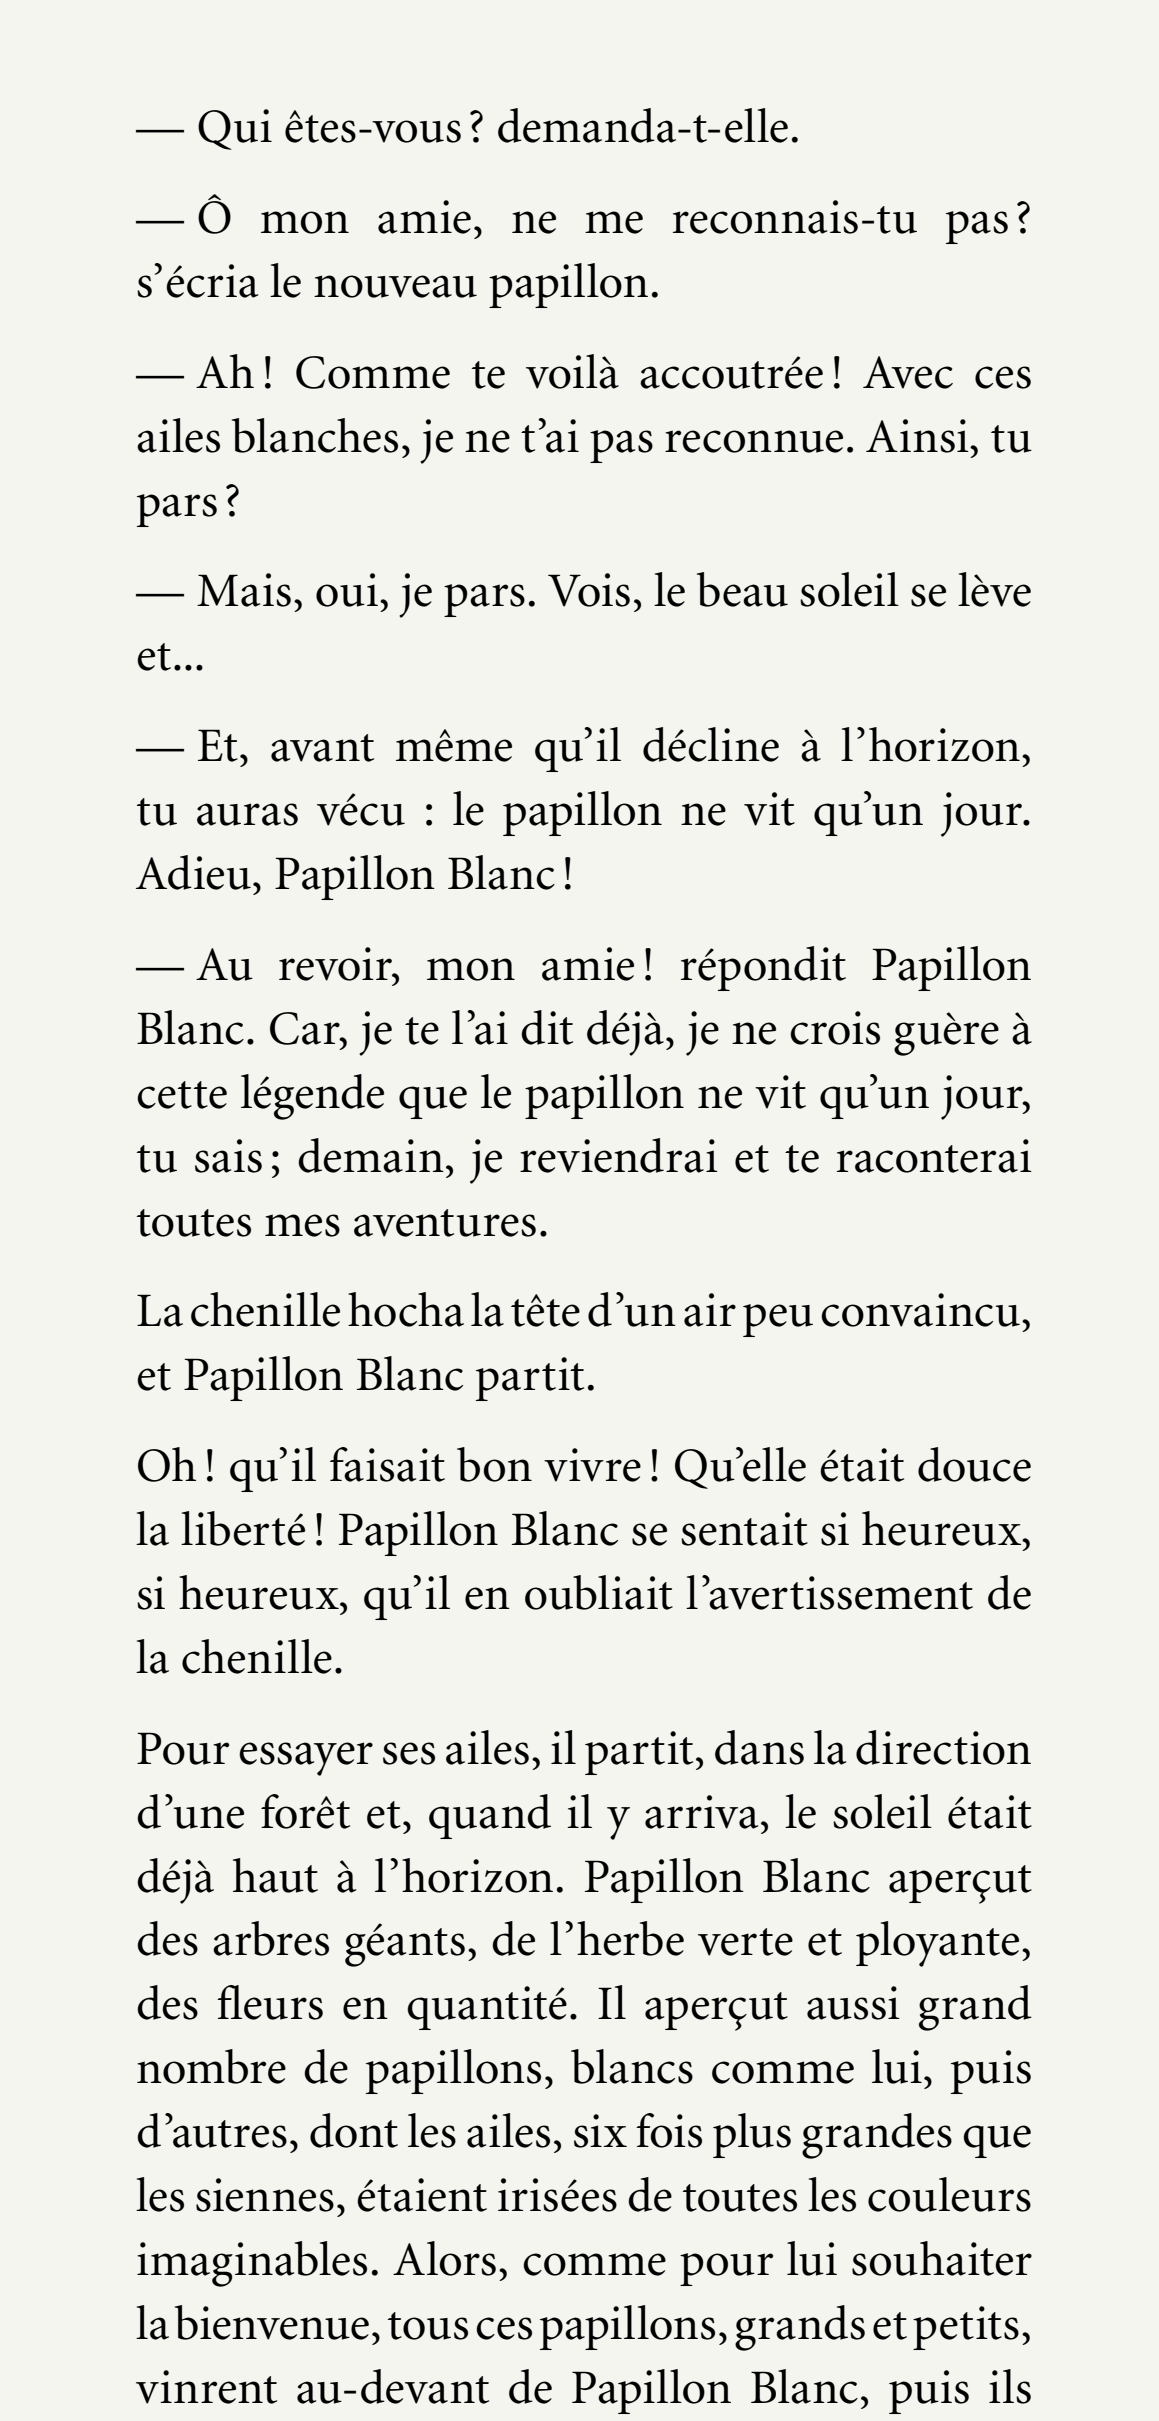 — Qui êtes-vous ? demanda-t-elle.
— Ô mon amie, ne me reconnais-tu pas ?
s’écria le nouveau papillon.
— Ah ! Comme te voilà accoutrée ! Avec ces
ailes blanches, je ne t’ai pas reconnue. Ainsi, tu
pars ?
— Mais, oui, je pars. Vois, le beau soleil se lève
et...
— Et, avant même qu’il décline à l’horizon,
tu auras vécu : le papillon ne vit qu’un jour.
Adieu, Papillon Blanc !
— Au revoir, mon amie ! répondit Papillon
Blanc. Car, je te l’ai dit déjà, je ne crois guère à
cette légende que le papillon ne vit qu’un jour,
tu sais ; demain, je reviendrai et te raconterai
toutes mes aventures.
La chenille hocha la tête d’un air peu convaincu,
et Papillon Blanc partit.
Oh ! qu’il faisait bon vivre ! Qu’elle était douce
la liberté ! Papillon Blanc se sentait si heureux,
si heureux, qu’il en oubliait l’avertissement de
la chenille.
Pour essayer ses ailes, il partit, dans la direction
d’une forêt et, quand il y arriva, le soleil était
déjà haut à l’horizon. Papillon Blanc aperçut
des arbres géants, de l’herbe verte et ployante,
des fleurs en quantité. Il aperçut aussi grand
nombre de papillons, blancs comme lui, puis
d’autres, dont les ailes, six fois plus grandes que
les siennes, étaient irisées de toutes les couleurs
imaginables. Alors, comme pour lui souhaiter
la bienvenue, tous ces papillons, grands et petits,
vinrent au-devant de Papillon Blanc, puis ils